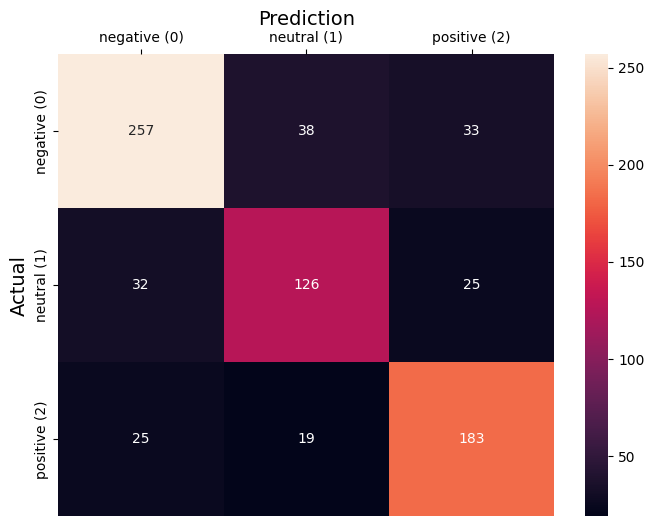 Prediction
negative (0) neutral (1) positive (2)
Actual
negative (0)
257 38 33
neutral (1)
32 126 25
positive (2)
25 19 183
250
200
150
100
50